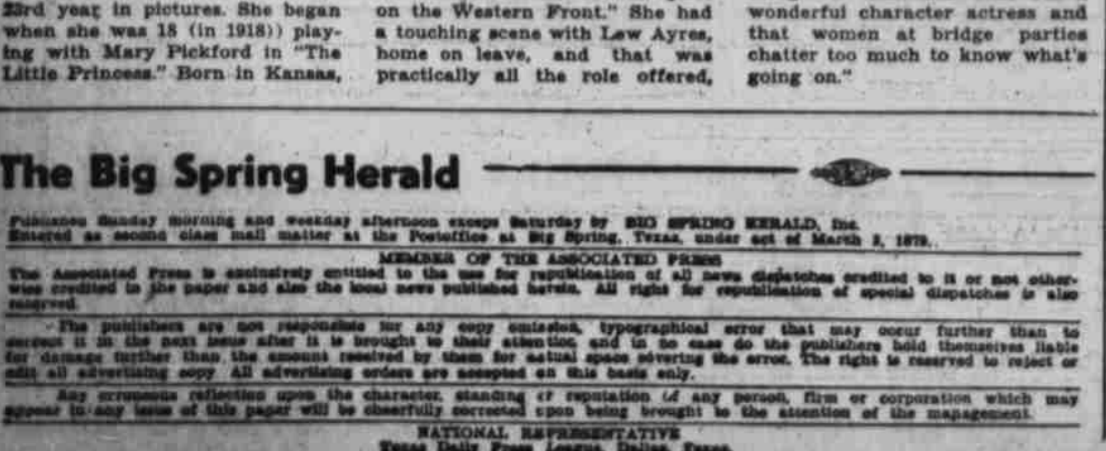 23rd year in pictures. She began
when she was 18 (in 1918)) play-
ing with Mary Pickford in "The
Little Princess." Born in Kansas,
on the Western Front." She had
a touching scene with Lew Ayres,
home on leave, and that was
practically all the role offered,
wonderful character actress and
that women at bridge parties
chatter too much to know what's
going on."
The Big Spring Herald
Published Sunday morning and weekday afternoon except Saturday by BIG SPRING HERALD, Inc.
Entered as second class mail matter at the Postoffice at Big Spring, Texas, under act of March 3, 1879.
MEMBER OF THE ASSOCIATED PRESS
The Associated Press is exclusively entitled to the use for republication of all news dispatches credited to it or not other-
wise credited in the paper and also the local news published herein. All right for republication of special dispatches is also
reserved.
The publishers are not responsible for any copy omission, typographical error that may occur further than to
correct it in the next issue after it is brought to their attention and in no case do the publishers hold themselves liable
for damage further than the amount received by them for actual space covering the error. The right is reserved to reject or
edit all advertising copy. All advertising orders are accepted on this basis only.
Any erroneous reflection upon the character, standing or reputation of any person, firm or corporation which may
appear in any issue of this paper will be cheerfully corrected upon being brought to the attention of the management.
NATIONAL REPRESENTATIVE
Texas Daily Press League, Dallas, Texas